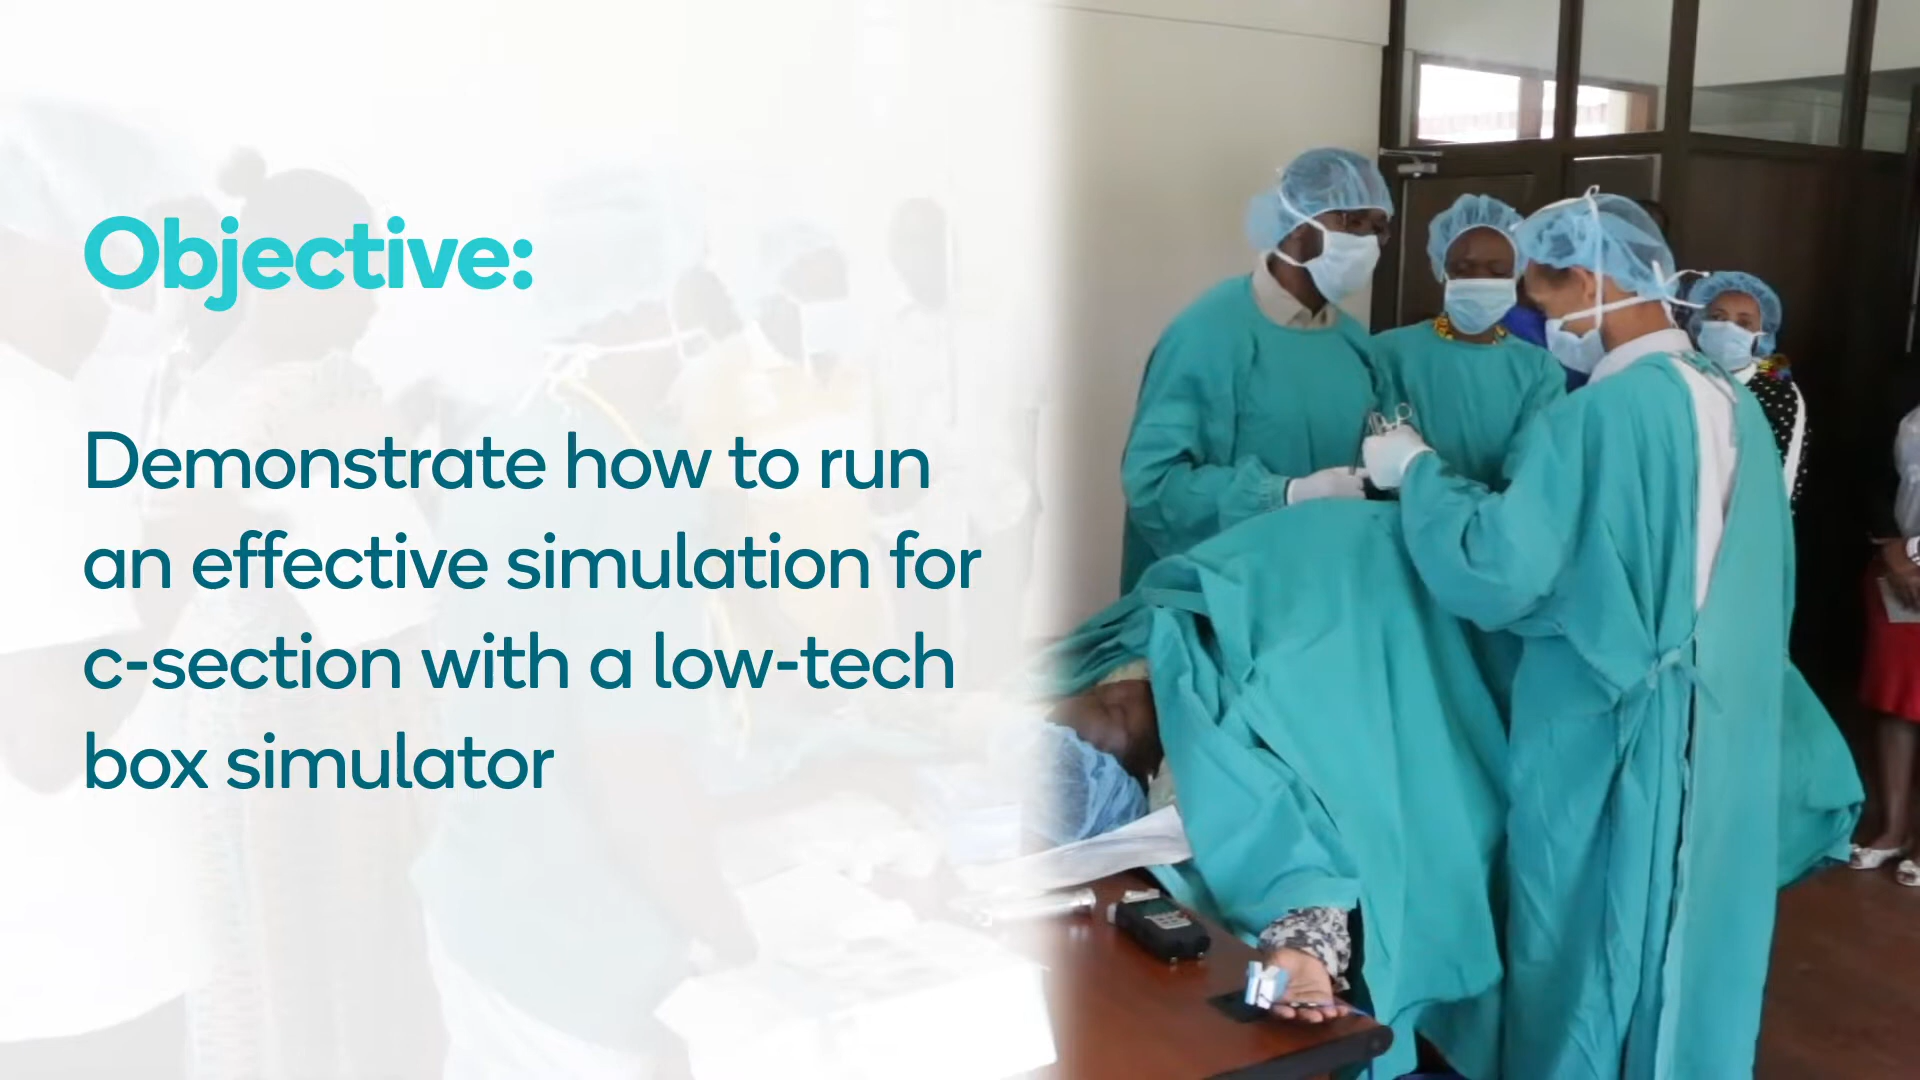 Objective:
Demonstrate how to run
an effective simulation for
c-section with a low-tech
box simulator